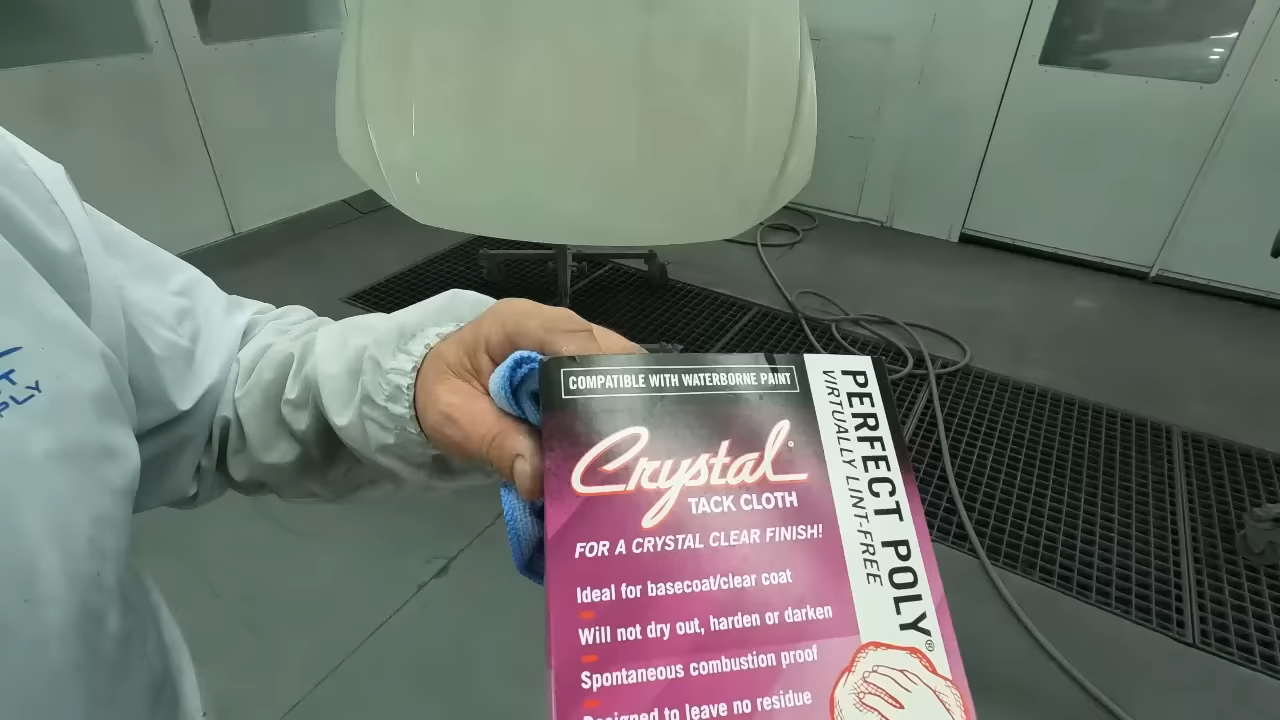 COMPATIBLE WITH WATERBORNE PAINT
Crystal®
TACK CLOTH
FOR A CRYSTAL CLEAR FINISH!
Ideal for basecoat/clear coat
Will not dry out, harden or darken
Spontaneous combustion proof
Designed to leave no residue
PERFECT POLY®
VIRTUALLY LINT-FREE
T
PLY